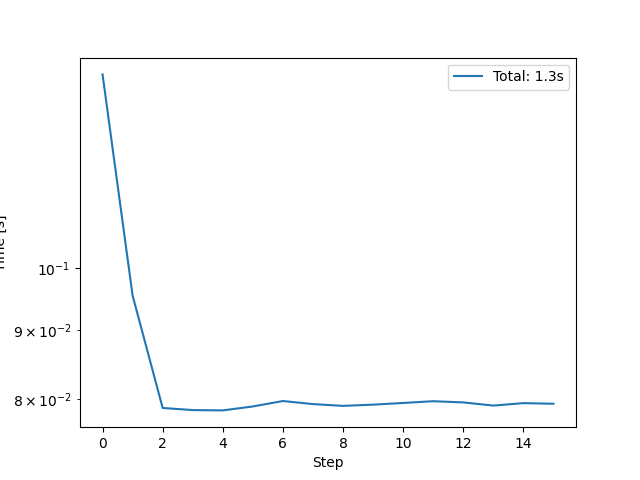 Total: 1.3s
Time [s]
10⁻¹
9 × 10⁻²
8 × 10⁻²
0 2 4 6 8 10 12 14
Step